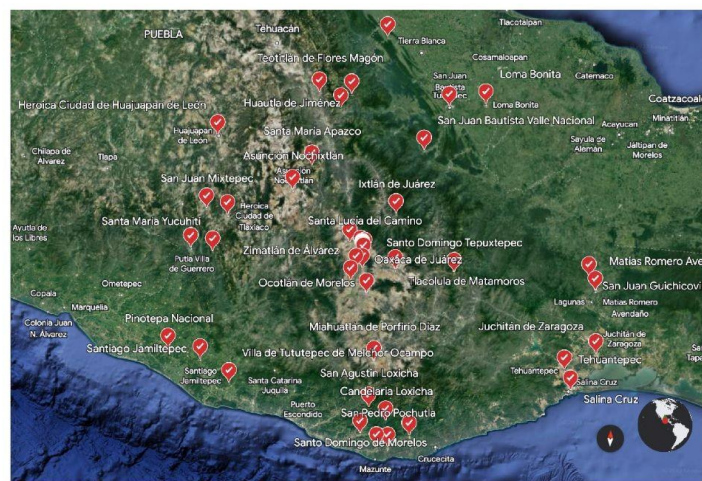 Tlacotalpan
PUEBLA
Tehuacán
Tierra Blanca
Cosamaloapan
Teotitlán de Flores Magón
San Juan
Bautista
Loma Bonita
Catemaco
Heroica Ciudad de Huajuapan de León
Huautla de Jiménez
Loma Bonita
Coatzacoal
Minatitlán
Huajuapan
de León
Santa María Apazco
San Juan Bautista Valle Nacional
Acayucan
Sayula de
Alemán
Jáltipan de
Morelos
Chilapa de
Álvarez
Tlapa
Asunción Nochixtlán
San Juan Mixtepec
Ixtlán de Juárez
Heroica
Ciudad de
Tlaxiaco
Ayutla de
los Libres
Santa María Yucuhiti
Santa Lucía del Camino
Putla Villa
de Guerrero
Zimatlán de Álvarez
Santo Domingo Tepuxtepec
Oaxaca de Juárez
Matías Romero Ave
Ometepec
Ocotlán de Morelos
Tlacolula de Matamoros
San Juan Guichicovi
Copala
Marquelia
Lagunas
Matías Romero
Avendaño
Colonia Juan
N. Álvarez
Pinotepa Nacional
Miahuatlán de Porfirio Díaz
Juchitán de Zaragoza
Juchitán de
Zaragoza
Santiago Jamiltepec
Villa de Tututepec de Melchor Ocampo
Tehuantepec
Santiago
Jamiltepec
Santa Catarina
Juquila
San Agustín Loxicha
Tehuantepec
Salina Cruz
San
Tapa
Candelaria Loxicha
Salina Cruz
Puerto
Escondido
San Pedro Pochutla
Santo Domingo de Morelos
Crucecita
Mazunte